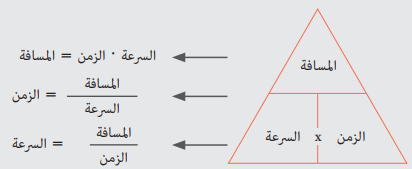 المسافة
الزمن x السرعة
السرعة · الزمن = المسافة
المسافة
السرعة
= الزمن
المسافة
الزمن
= السرعة